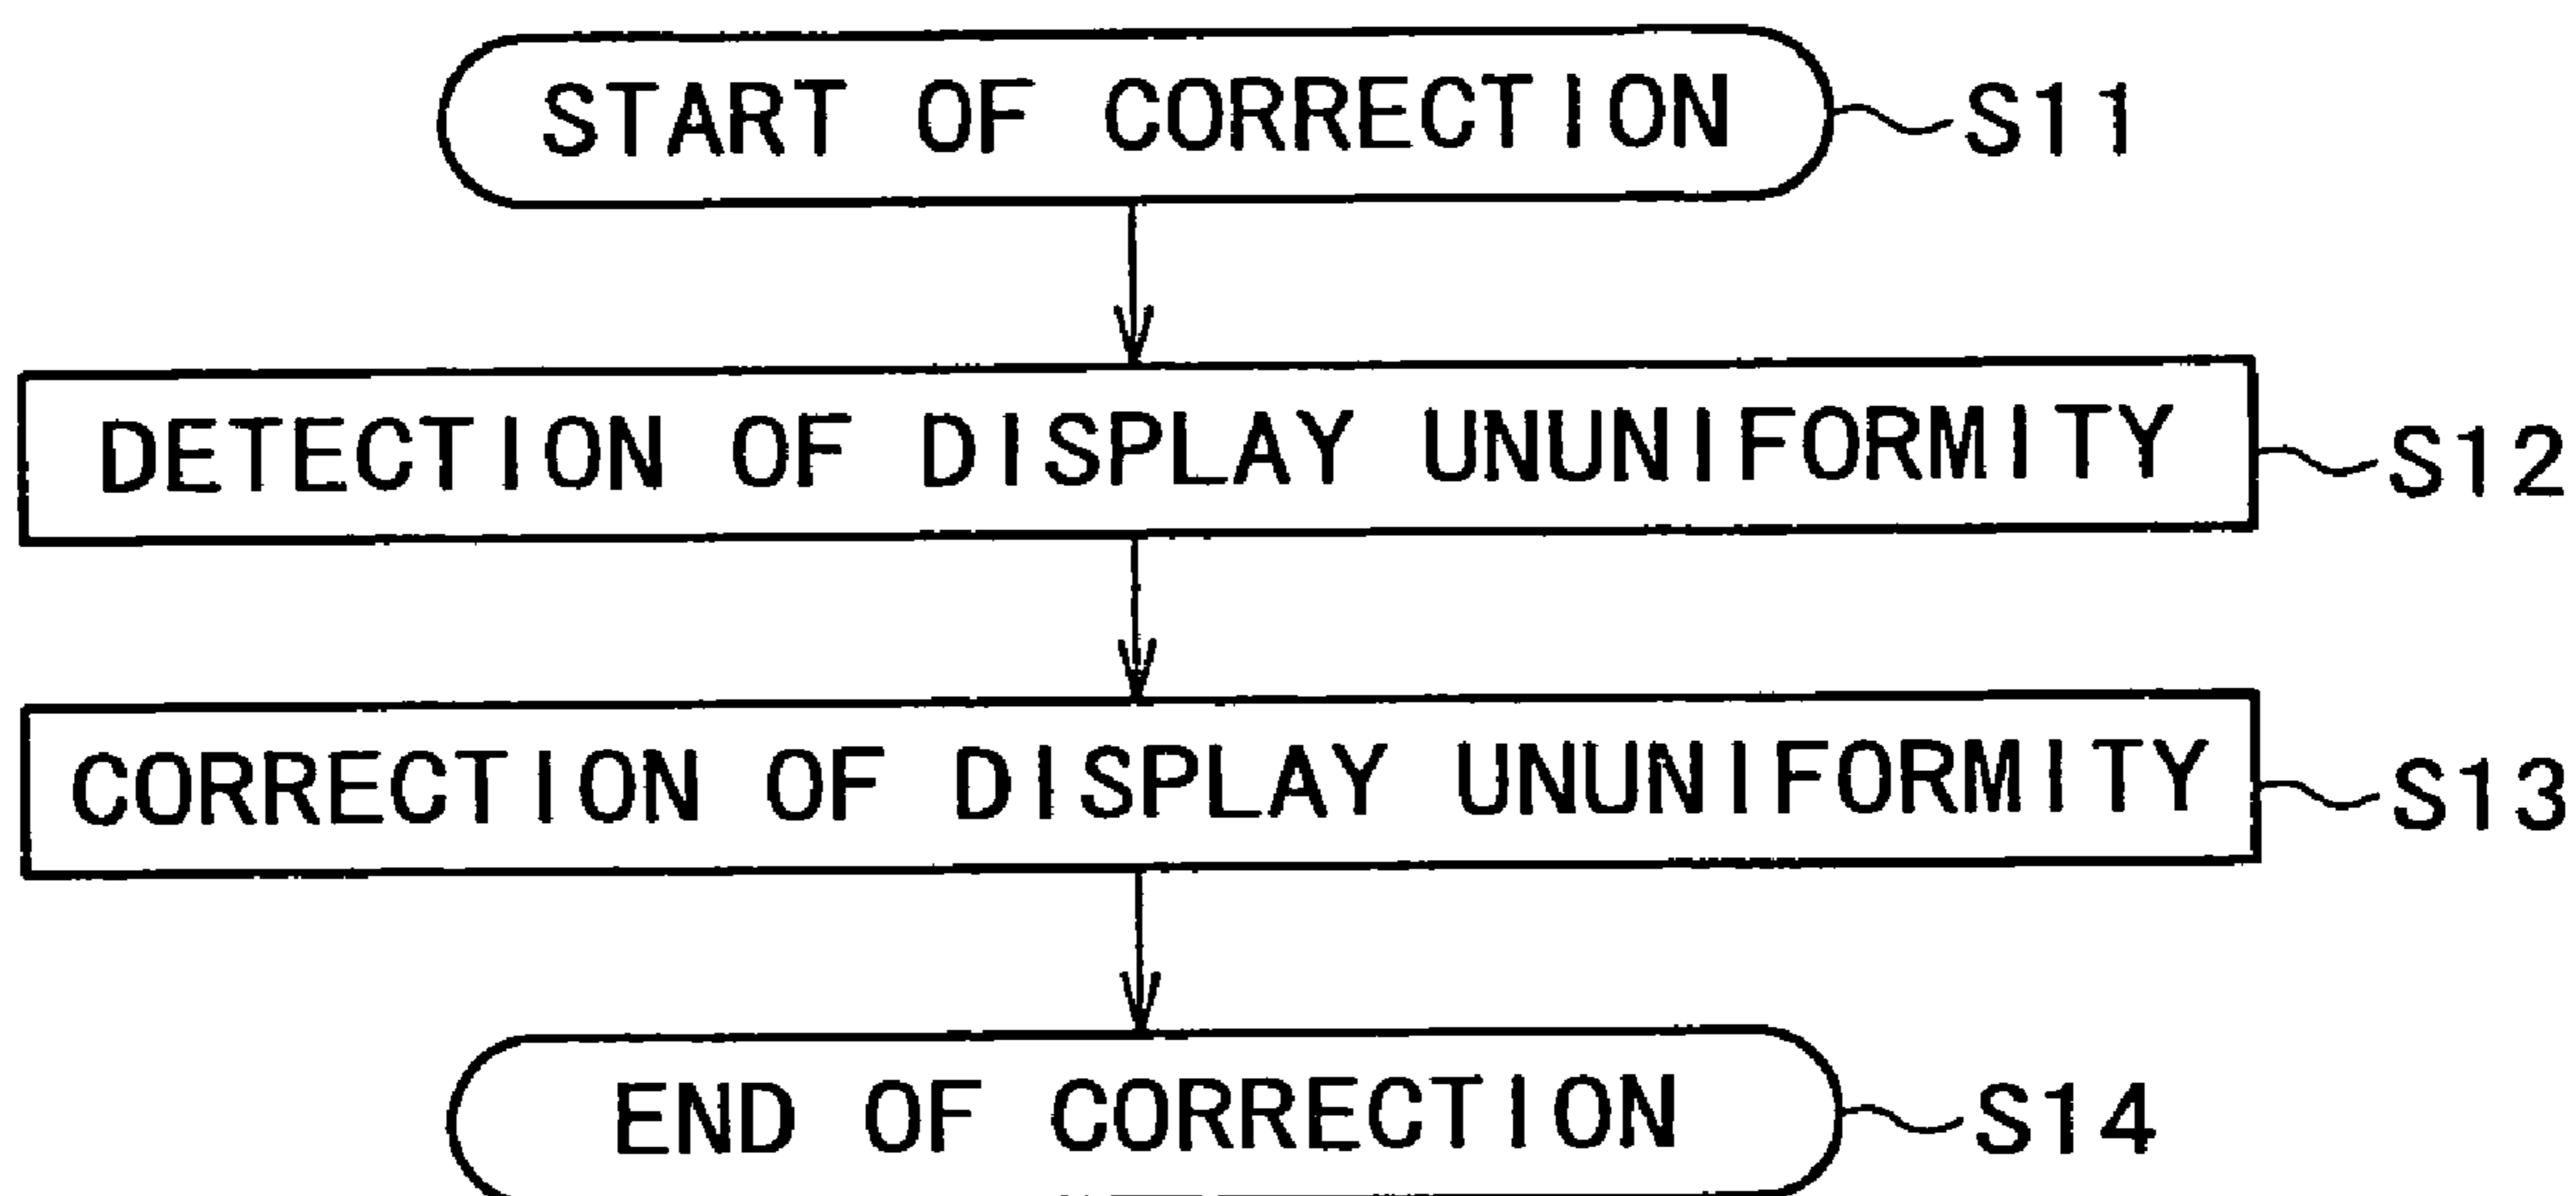 START OF CORRECTION S11
DETECTION OF DISPLAY UNUNIFORMITY S12
CORRECTION OF DISPLAY UNUNIFORMITY S13
END OF CORRECTION S14